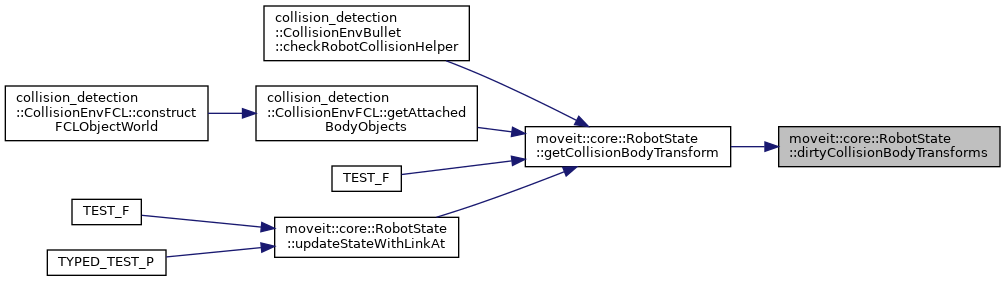 collision_detection
::CollisionEnvBullet
::checkRobotCollisionHelper
collision_detection
::CollisionEnvFCL::construct
FCLObjectWorld
collision_detection
::CollisionEnvFCL::getAttached
BodyObjects
moveit::core::RobotState
::getCollisionBodyTransform
moveit::core::RobotState
::dirtyCollisionBodyTransforms
TEST_F
TEST_F
moveit::core::RobotState
::updateStateWithLinkAt
TYPED_TEST_P